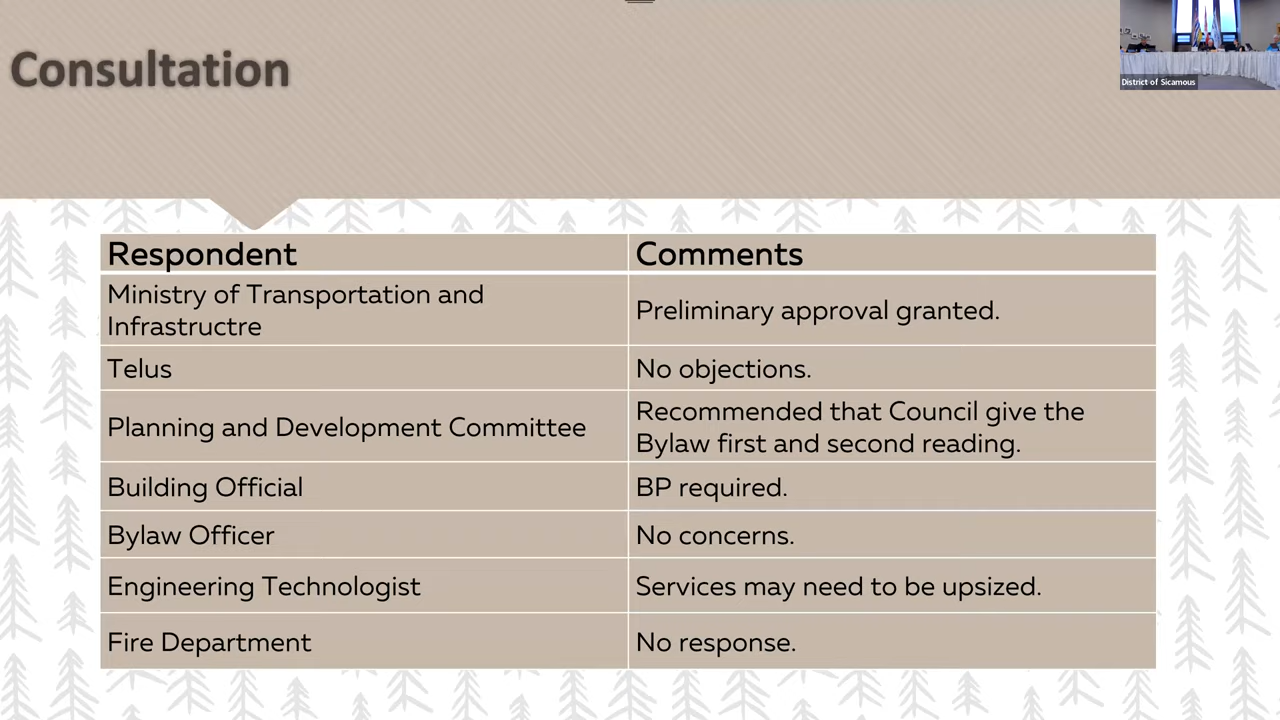 Consultation
District of Sicamous
Respondent
Comments
Ministry of Transportation and
Infrastructre
Preliminary approval granted.
Telus
No objections.
Planning and Development Committee
Recommended that Council give the
Bylaw first and second reading.
Building Official
BP required.
Bylaw Officer
No concerns.
Engineering Technologist
Services may need to be upsized.
Fire Department
No response.